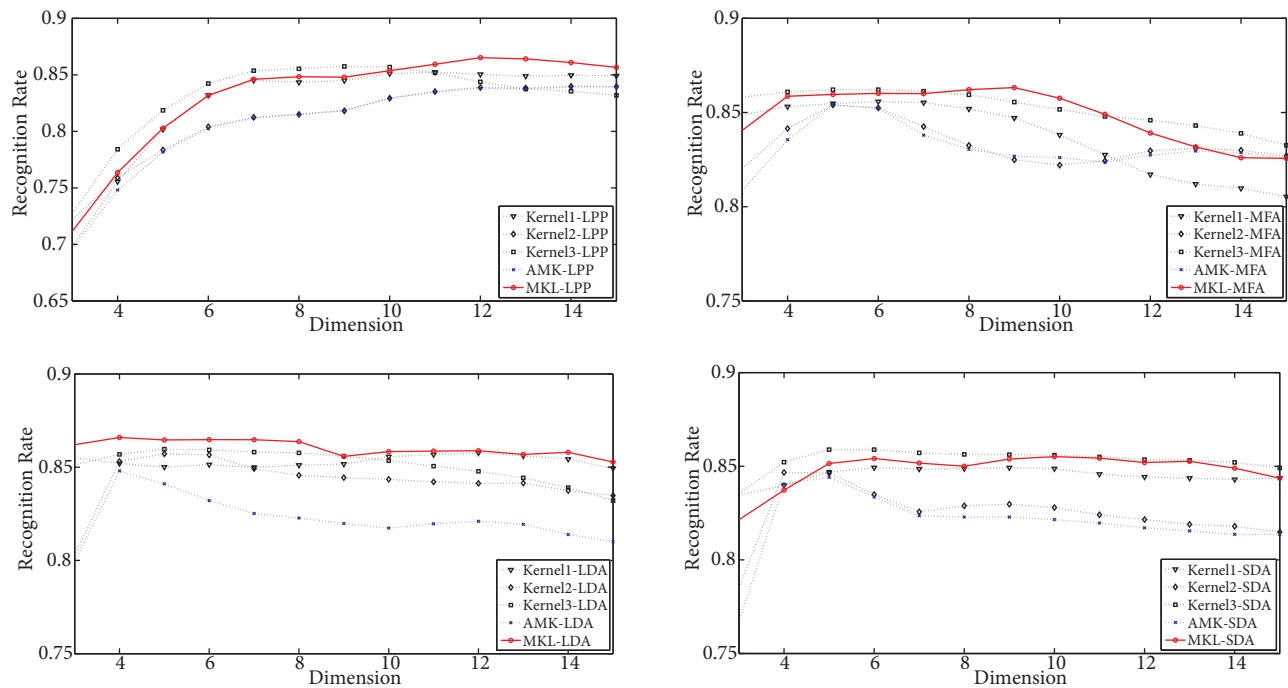 0.9
0.85
0.8
0.75
0.7
0.65
Recognition Rate
4 6 8 10 12 14
Dimension
Kernel1-LPP
Kernel2-LPP
Kernel3-LPP
AMK-LPP
MKL-LPP
0.9
0.85
0.8
0.75
Recognition Rate
4 6 8 10 12 14
Dimension
Kernel1-MFA
Kernel2-MFA
Kernel3-MFA
AMK-MFA
MKL-MFA
0.9
0.85
0.8
0.75
Recognition Rate
4 6 8 10 12 14
Dimension
Kernel1-LDA
Kernel2-LDA
Kernel3-LDA
AMK-LDA
MKL-LDA
0.9
0.85
0.8
0.75
Recognition Rate
4 6 8 10 12 14
Dimension
Kernel1-SDA
Kernel2-SDA
Kernel3-SDA
AMK-SDA
MKL-SDA